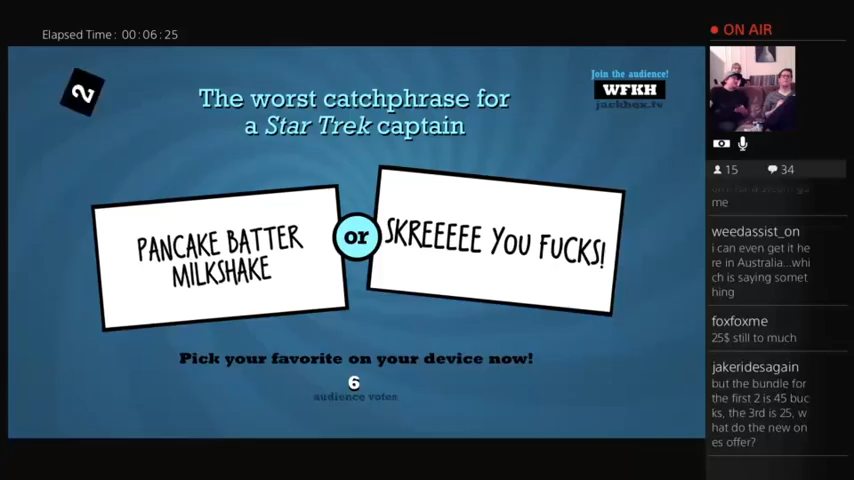 Elapsed Time: 00:06:25
ON AIR
2
The worst catchphrase for
a Star Trek captain
Join the audience!
WFKH
jackbox.tv
PANCAKE BATTER
MILKSHAKE
or
SKREEEEE YOU FUCKS!
Pick your favorite on your device now!
6
audience votes
15
34
me
weedassist_on
i can even get it he
re in Australia...whi
ch is saying somet
hing
foxfoxme
25$ still to much
jakeridesagain
but the bundle for
the first 2 is 45 buc
ks, the 3rd is 25, w
hat do the new on
es offer?